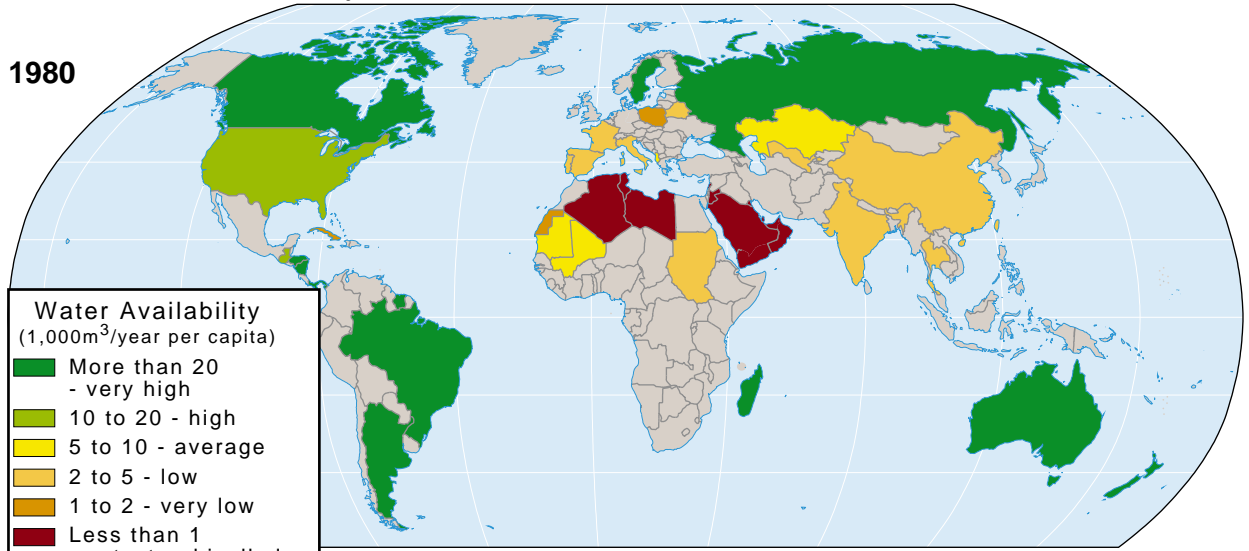 1980
Water Availability
(1,000m³/year per capita)
More than 20
- very high
10 to 20 - high
5 to 10 - average
2 to 5 - low
1 to 2 - very low
Less than 1